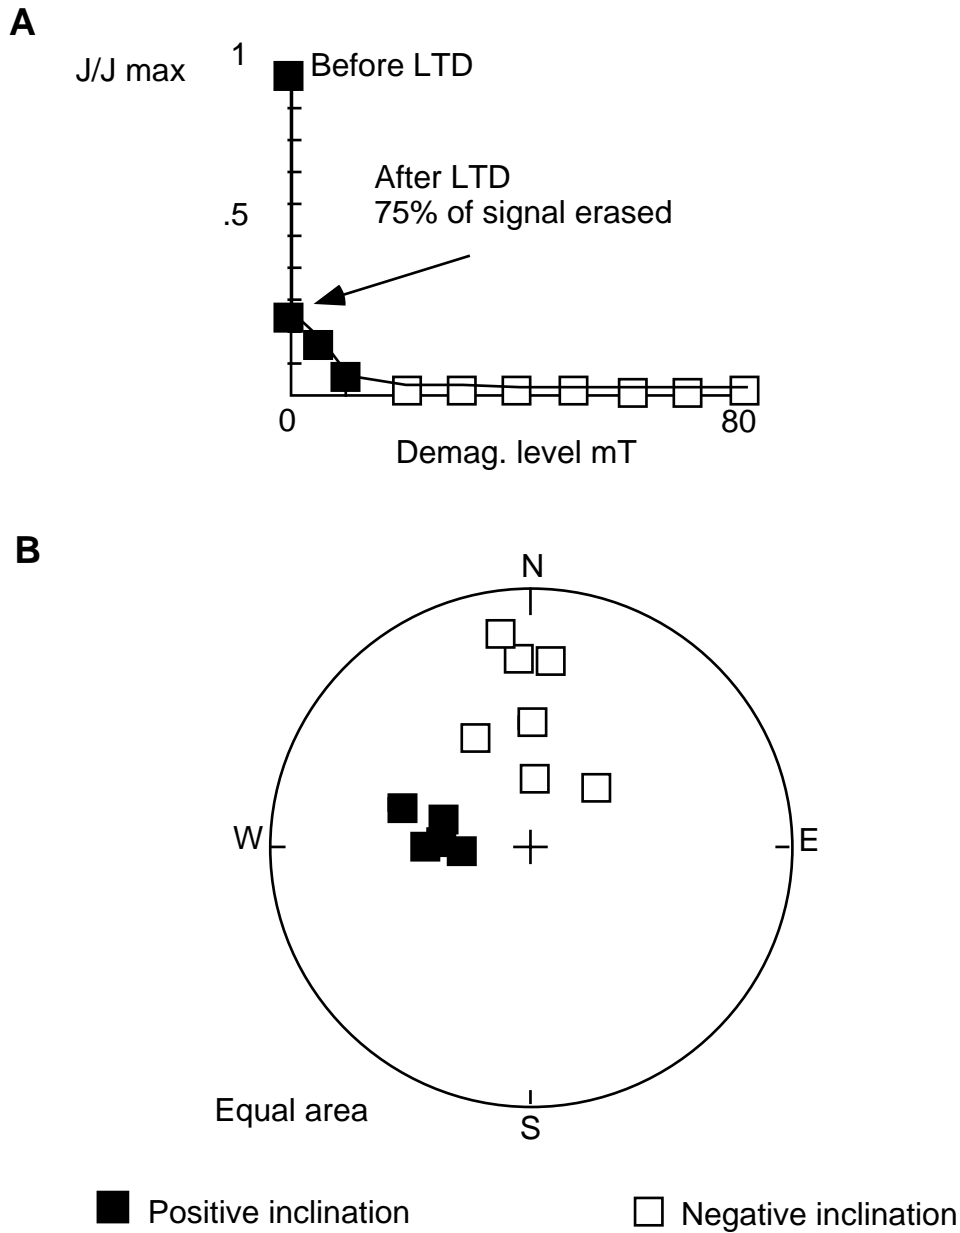 A
1
J/J max
Before LTD
After LTD
75% of signal erased
.5
0
80
Demag. level mT
B
N
W
E
S
Equal area
Positive inclination
Negative inclination